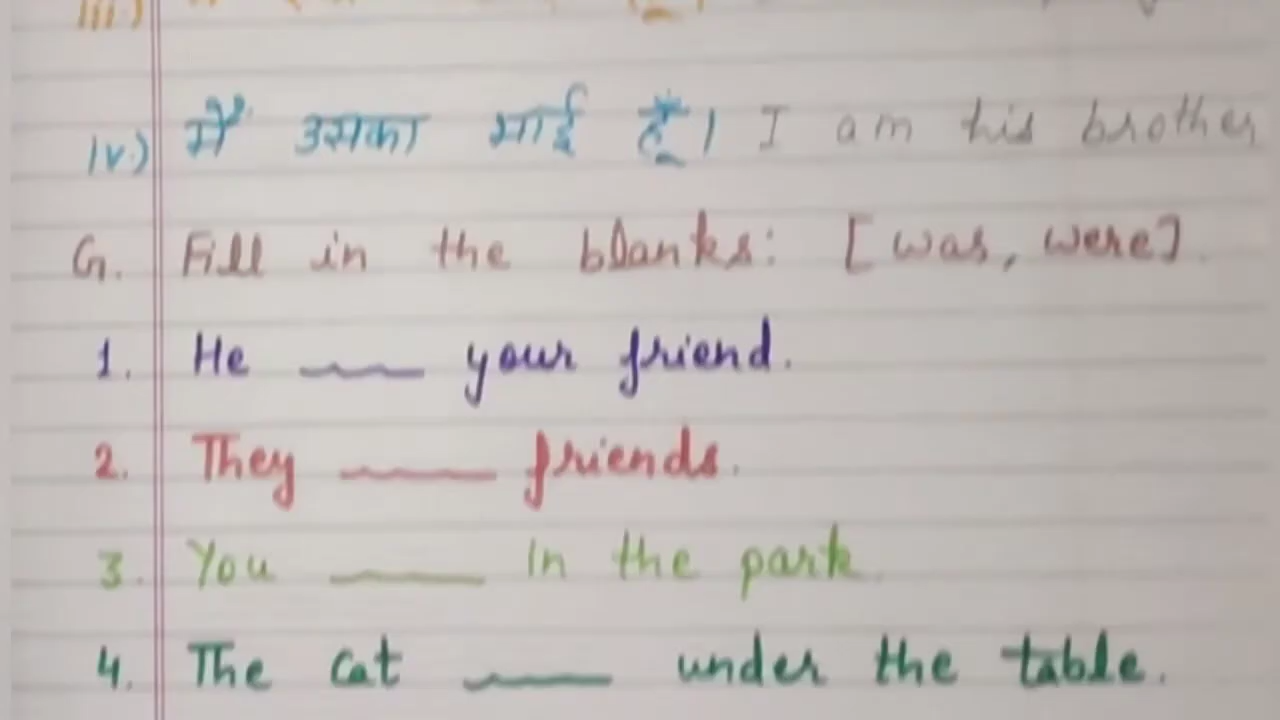 iii)
iv.) मैं उसका भाई हूँ। I am his brother
G. Fill in the blanks: [was, were]
1. He ___ your friend.
2. They ___ friends.
3. You ___ in the park.
4. The cat ___ under the table.